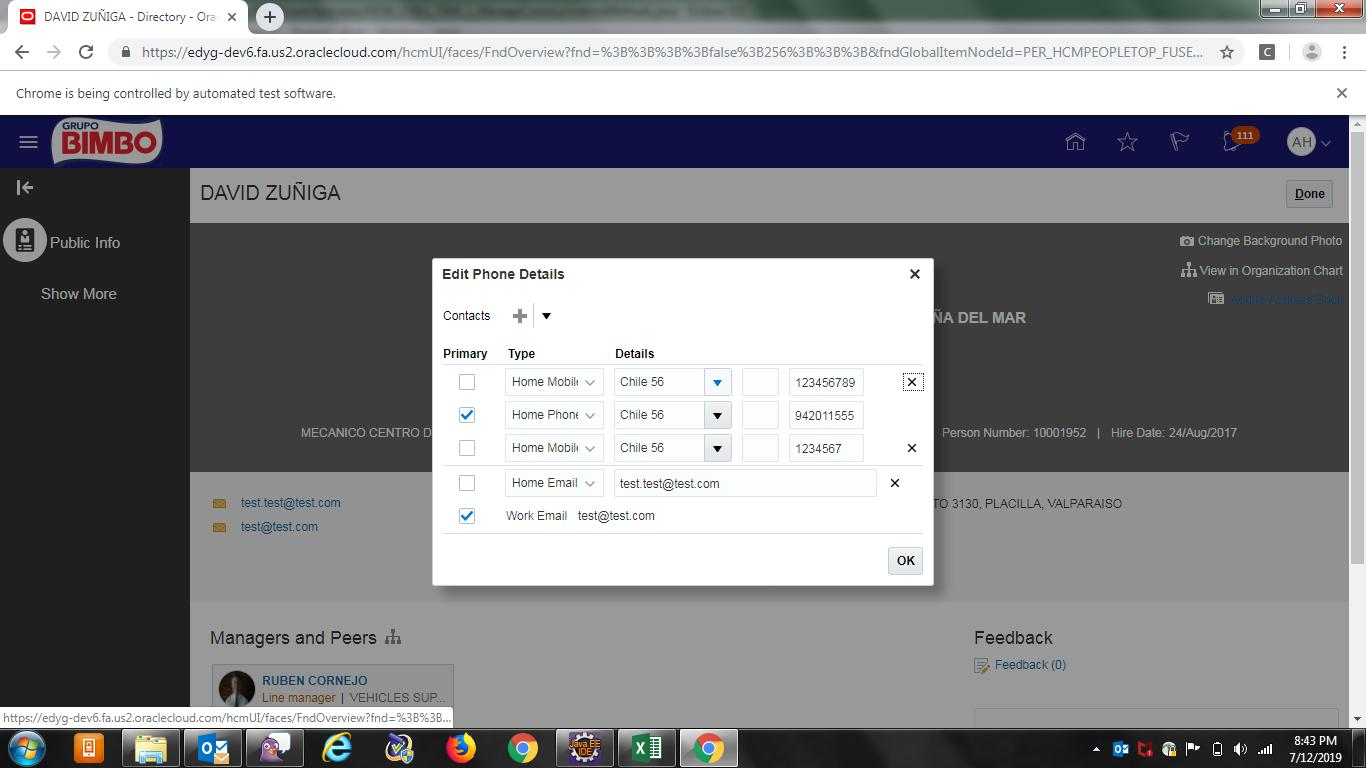 DAVID ZUÑIGA - Directory - Ora
https://edyg-dev6.fa.us2.oraclecloud.com/hcmUI/faces/FndOverview?fnd=%3B%3B%3B%3Bfalse%3B256%3B%3B%3B&fndGlobalItemNodeId=PER_HCMPEOPLETOP_FUSE...
C
Chrome is being controlled by automated test software.
GRUPO
BIMBO
111
AH
DAVID ZUÑIGA
Done
Public Info
Show More
Change Background Photo
View in Organization Chart
Add to Address Book
ÑA DEL MAR
MECANICO CENTRO D
Person Number: 10001952 | Hire Date: 24/Aug/2017
Edit Phone Details
Contacts
Primary Type Details
Home Mobile Chile 56 123456789
Home Phone Chile 56 942011555
Home Mobile Chile 56 1234567
Home Email test.test@test.com
Work Email test@test.com
OK
test.test@test.com
test@test.com
TO 3130, PLACILLA, VALPARAISO
Managers and Peers
RUBEN CORNEJO
Line manager | VEHICLES SUP...
Feedback
Feedback (0)
https://edyg-dev6.fa.us2.oraclecloud.com/hcmUI/faces/FndOverview?fnd=%3B%3B...
Java EE
IDE
8:43 PM
7/12/2019